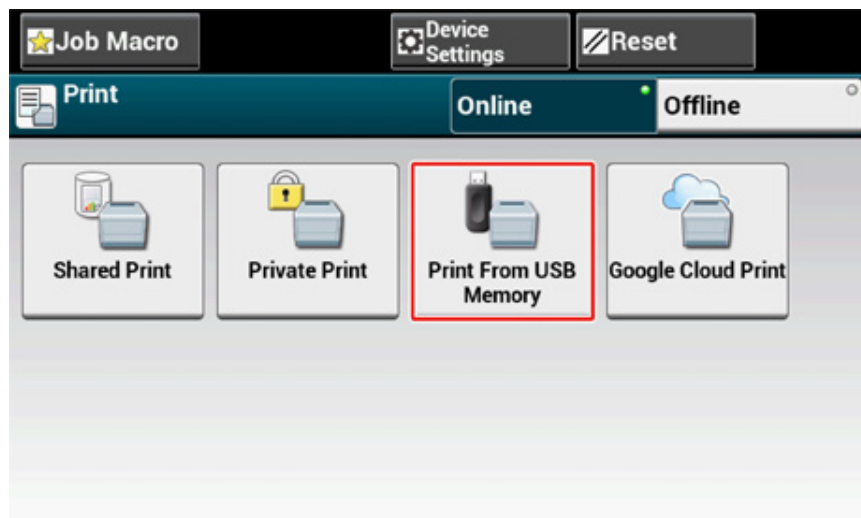 Job Macro
Device
Settings
Reset
Print
Online
Offline
Shared Print
Private Print
Print From USB
Memory
Google Cloud Print